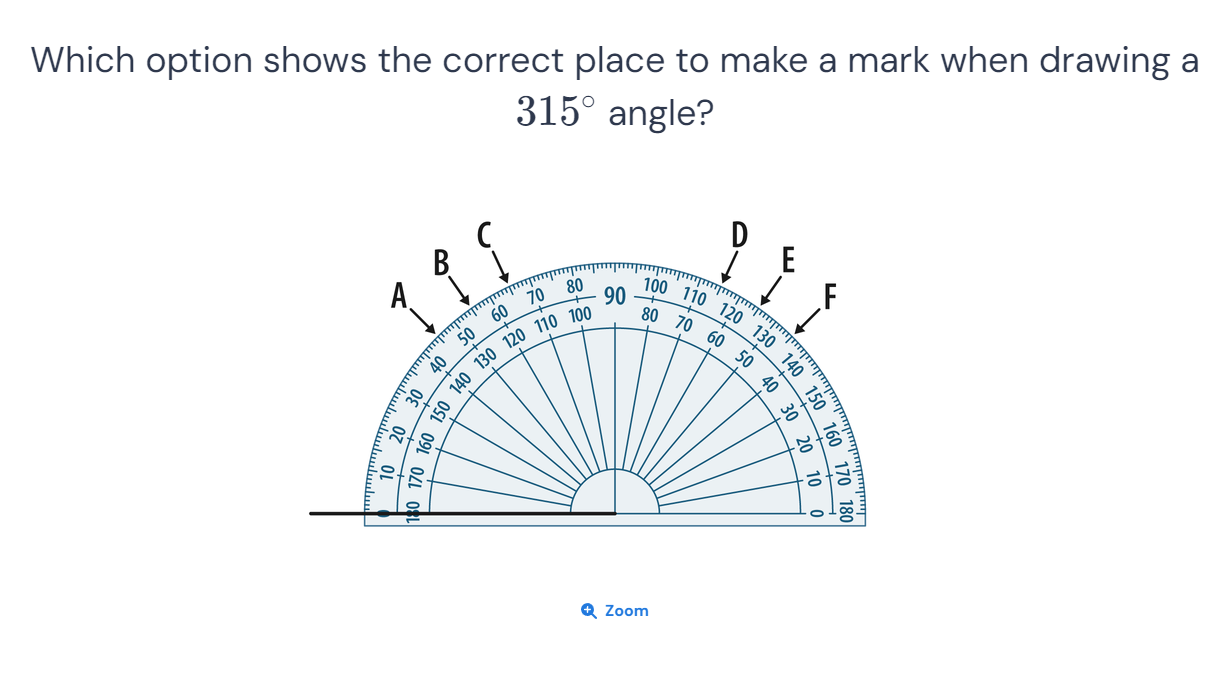 Which option shows the correct place to make a mark when drawing a
315° angle?
A
B
C
D
E
F
0 10 20 30 40 50 60 70 80 90 100 110 120 130 140 150 160 170 180
180 170 160 150 140 130 120 110 100 80 70 60 50 40 30 20 10 0
Zoom